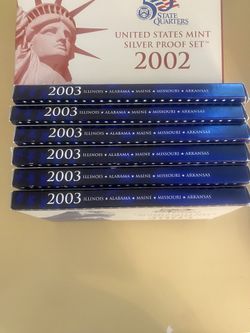 50
STATE
QUARTERS
UNITED STATES MINT
SILVER PROOF SET™
2002
2003 ILLINOIS ★ ALABAMA ★ MAINE ★ MISSOURI ★ ARKANSAS
2003 ILLINOIS ★ ALABAMA ★ MAINE ★ MISSOURI ★ ARKANSAS
2003 ILLINOIS ★ ALABAMA ★ MAINE ★ MISSOURI ★ ARKANSAS
2003 ILLINOIS ★ ALABAMA ★ MAINE ★ MISSOURI ★ ARKANSAS
2003 ILLINOIS ★ ALABAMA ★ MAINE ★ MISSOURI ★ ARKANSAS
2003 ILLINOIS ★ ALABAMA ★ MAINE ★ MISSOURI ★ ARKANSAS